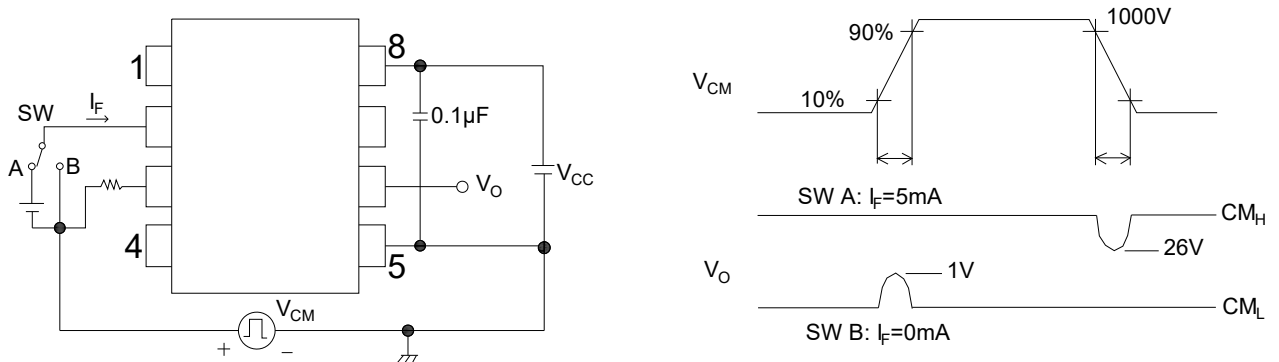 1
8
SW
I_F
0.1µF
A
B
V_CC
V_O
4
5
V_CM
+
−
1000V
90%
V_CM
10%
SW A: I_F=5mA
CM_H
26V
V_O
1V
CM_L
SW B: I_F=0mA